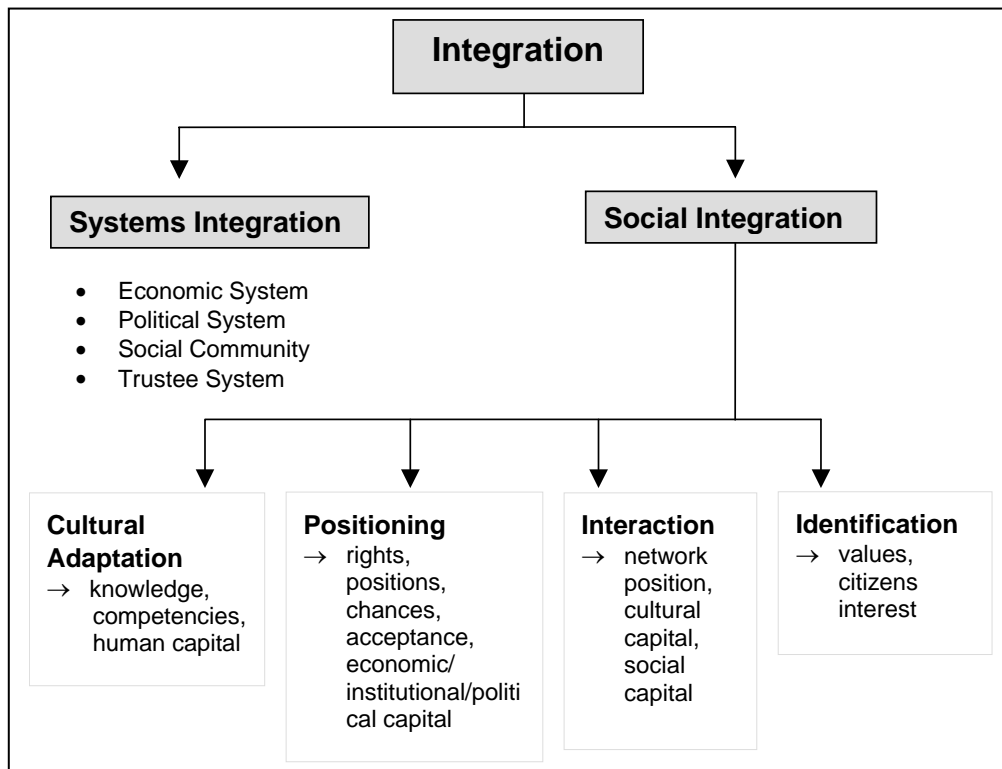 Integration
Systems Integration
Social Integration
• Economic System
• Political System
• Social Community
• Trustee System
Cultural
Adaptation
→ knowledge,
competencies,
human capital
Positioning
→ rights,
positions,
chances,
acceptance,
economic/
institutional/politi
cal capital
Interaction
→ network
position,
cultural
capital,
social
capital
Identification
→ values,
citizens
interest